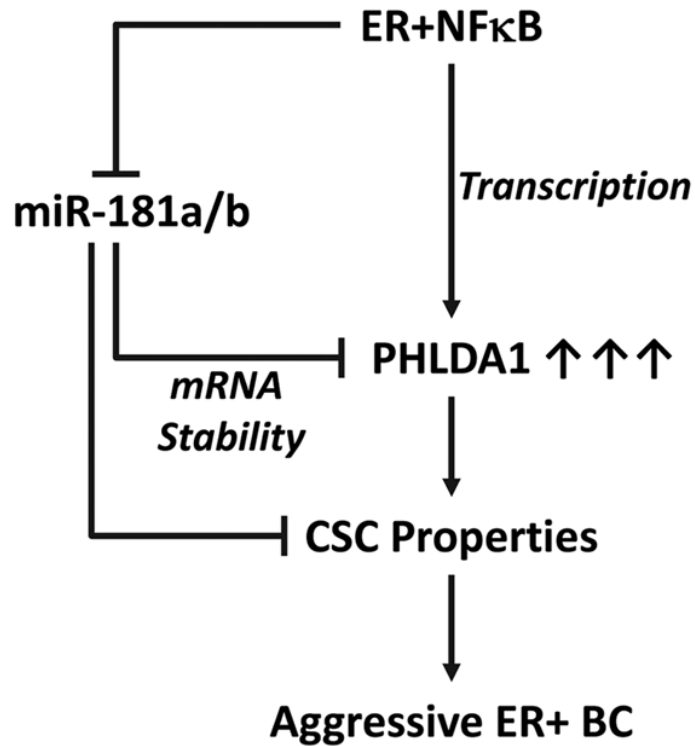 ER+NFκB
Transcription
miR-181a/b
PHLDA1 ↑ ↑ ↑
mRNA
Stability
CSC Properties
Aggressive ER+ BC